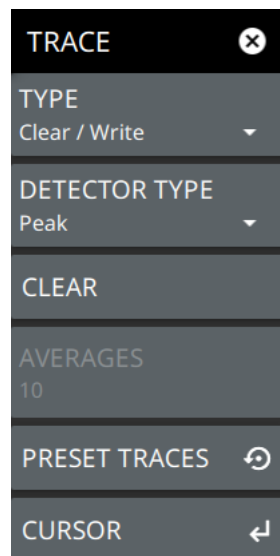 TRACE
TYPE
Clear / Write
DETECTOR TYPE
Peak
CLEAR
AVERAGES
10
PRESET TRACES
CURSOR